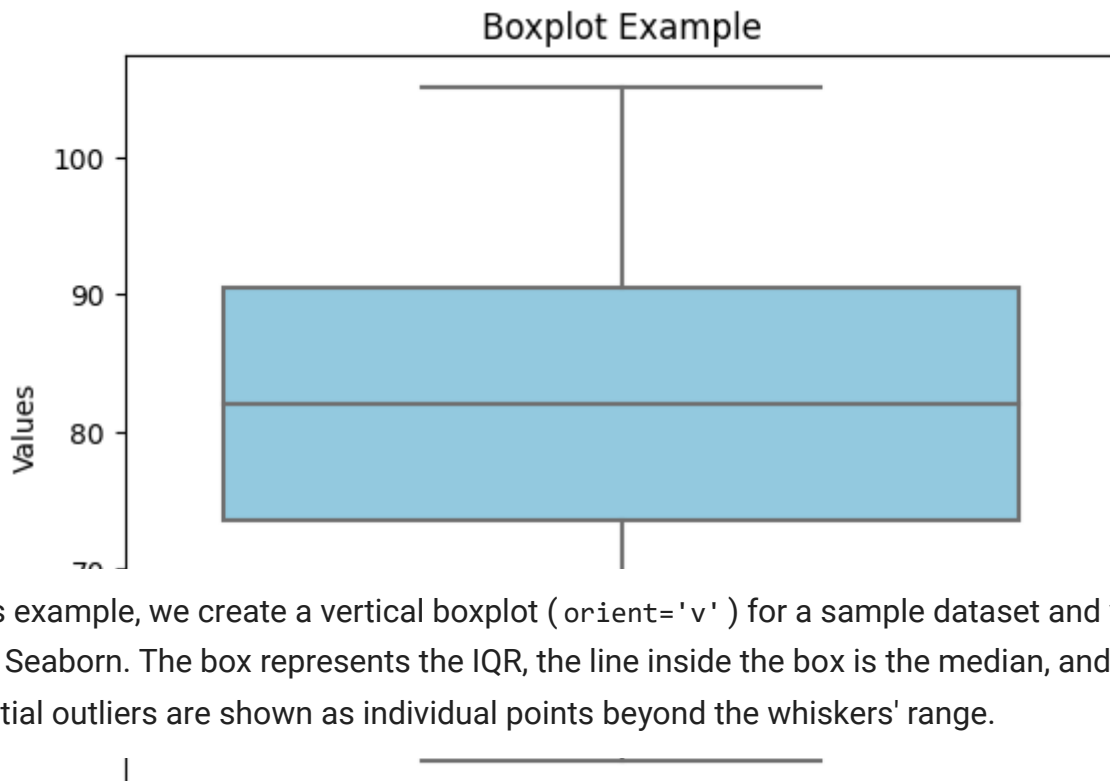 Boxplot Example
100
90
80
Values
70
s example, we create a vertical boxplot (orient='v') for a sample dataset and
Seaborn. The box represents the IQR, the line inside the box is the median, and
tial outliers are shown as individual points beyond the whiskers' range.